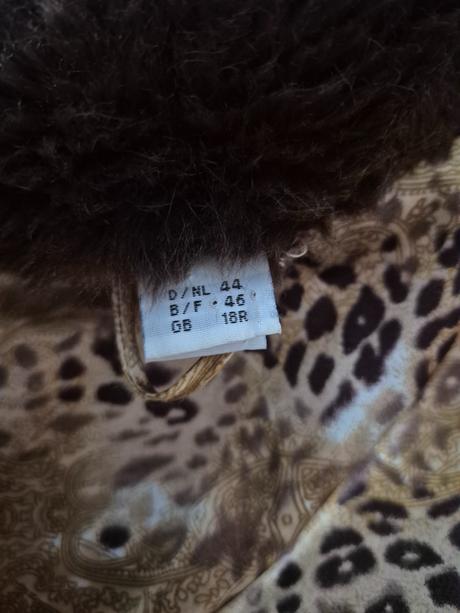 D/NL 44
B/F · 46
GB 18R